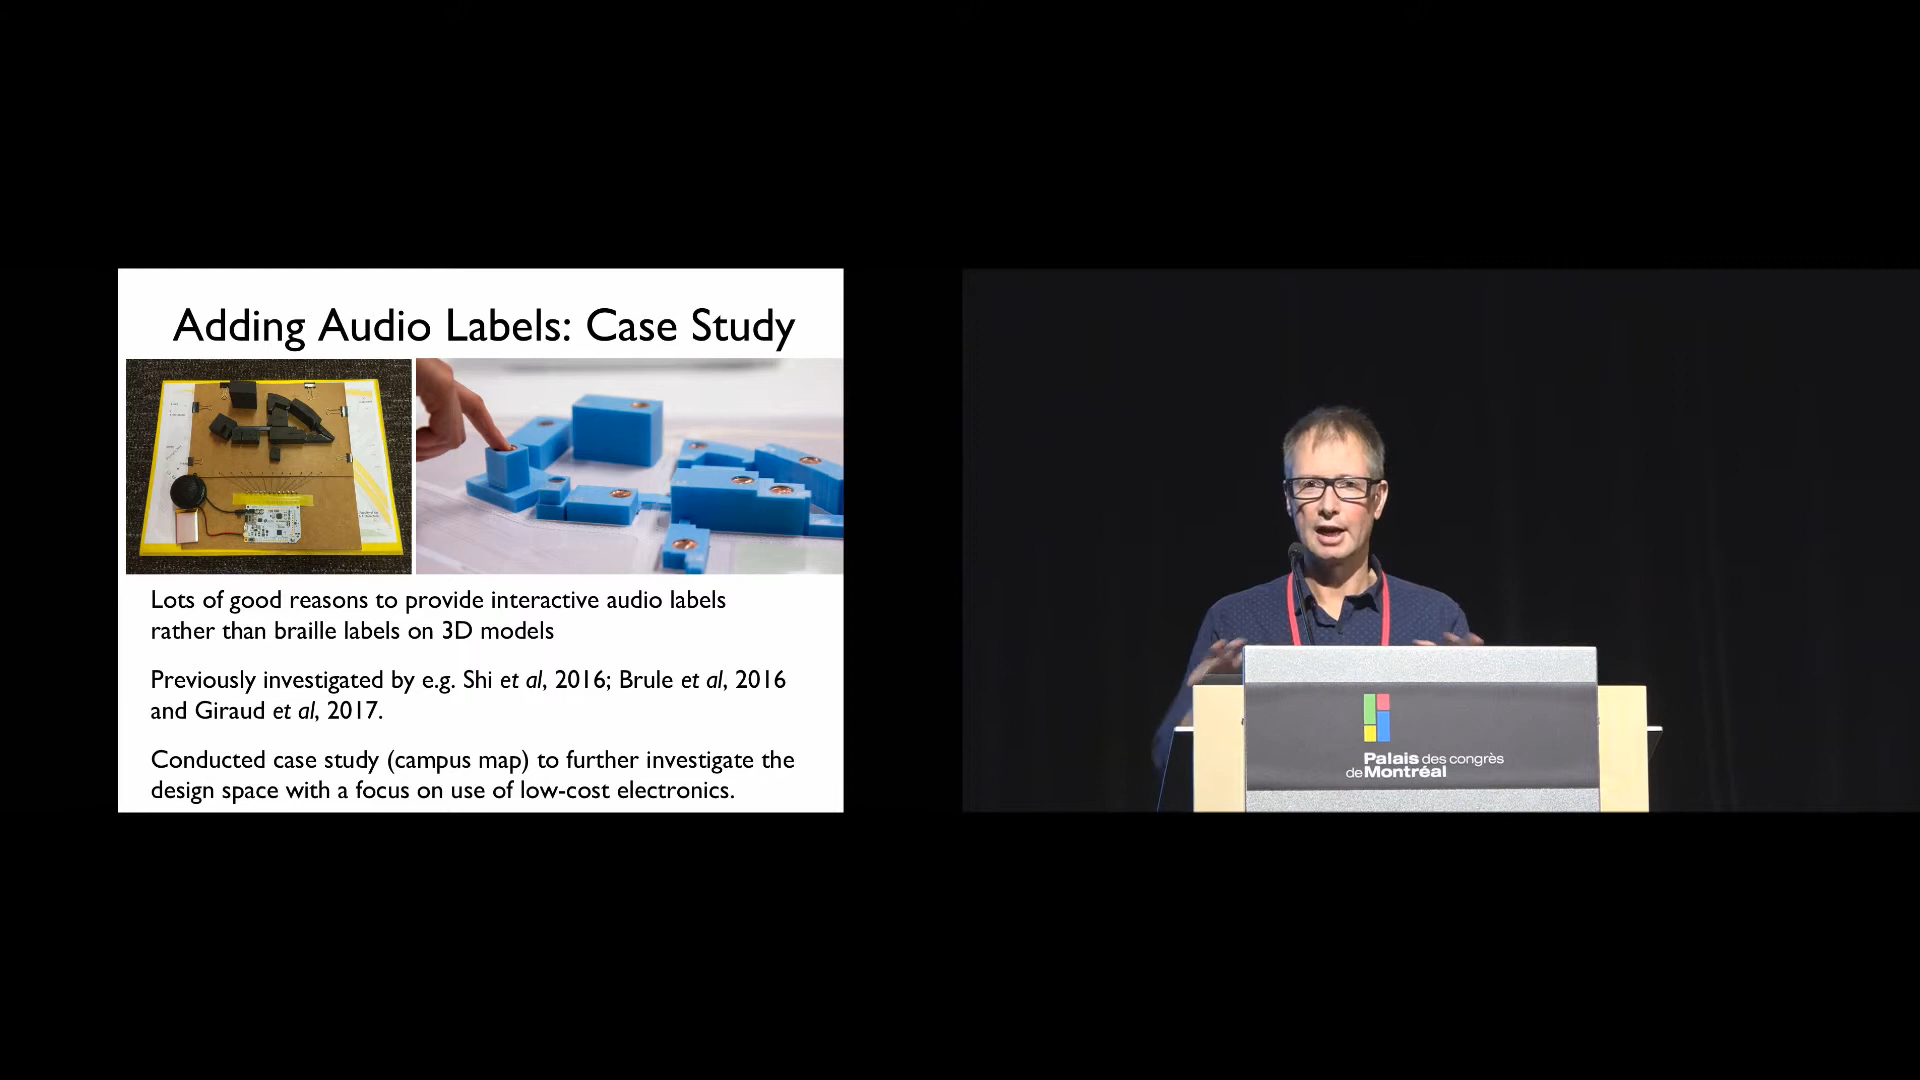 Adding Audio Labels: Case Study
Lots of good reasons to provide interactive audio labels
rather than braille labels on 3D models
Previously investigated by e.g. Shi et al, 2016; Brule et al, 2016
and Giraud et al, 2017.
Conducted case study (campus map) to further investigate the
design space with a focus on use of low-cost electronics.
Palais des congrès
de Montréal